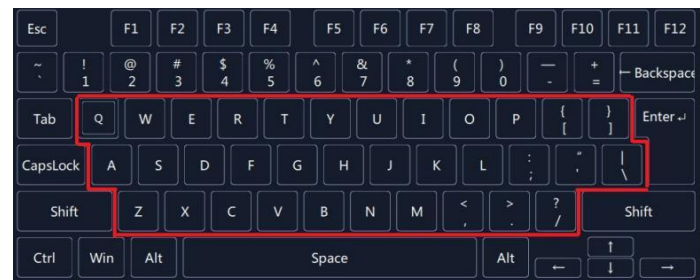 Esc F1 F2 F3 F4 F5 F6 F7 F8 F9 F10 F11 F12
~ ! @ # $ % ^ & * ( ) — +
` 1 2 3 4 5 6 7 8 9 0 - = ← Backspace
Tab Q W E R T Y U I O P { } Enter ↵
[ ]
CapsLock A S D F G H J K L : " |
; ' \
Shift Z X C V B N M < > ? Shift
, . /
Ctrl Win Alt Space Alt ↑
← ↓ →